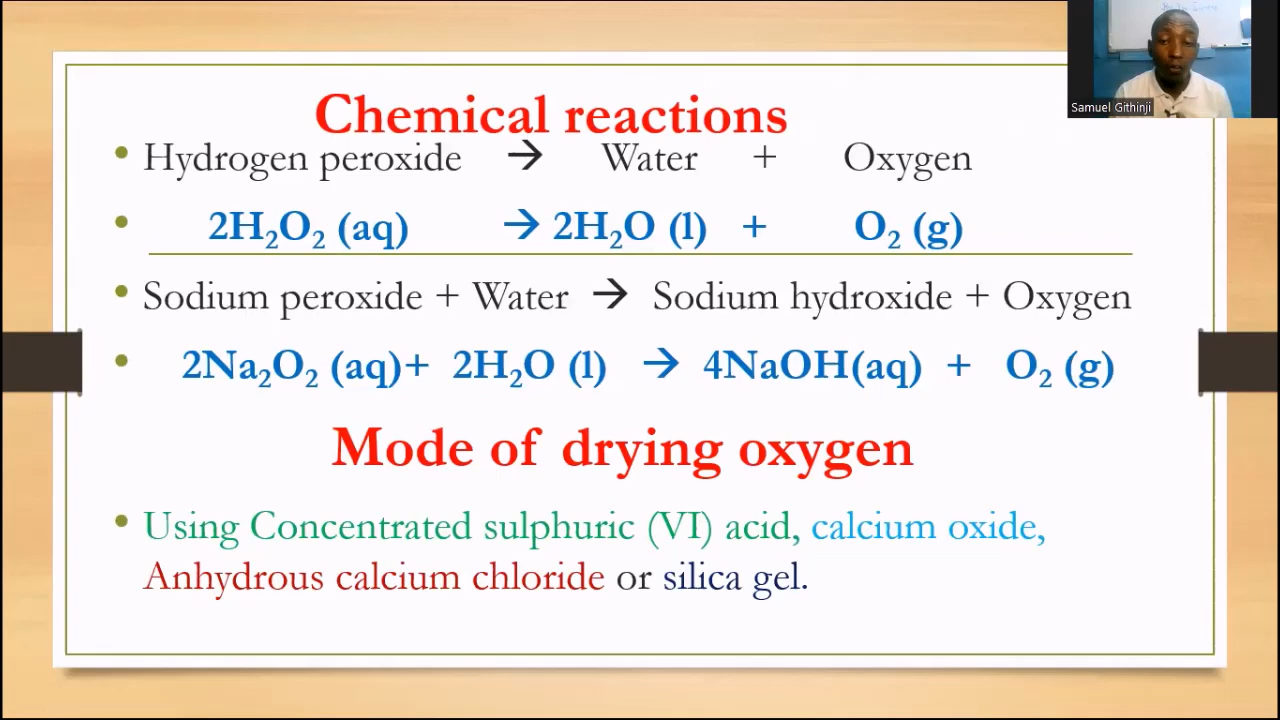 Chemical reactions
• Hydrogen peroxide → Water + Oxygen
• 2H₂O₂ (aq) → 2H₂O (l) + O₂ (g)
• Sodium peroxide + Water → Sodium hydroxide + Oxygen
• 2Na₂O₂ (aq)+ 2H₂O (l) → 4NaOH(aq) + O₂ (g)
Mode of drying oxygen
• Using Concentrated sulphuric (VI) acid, calcium oxide,
Anhydrous calcium chloride or silica gel.
Samuel Githinji